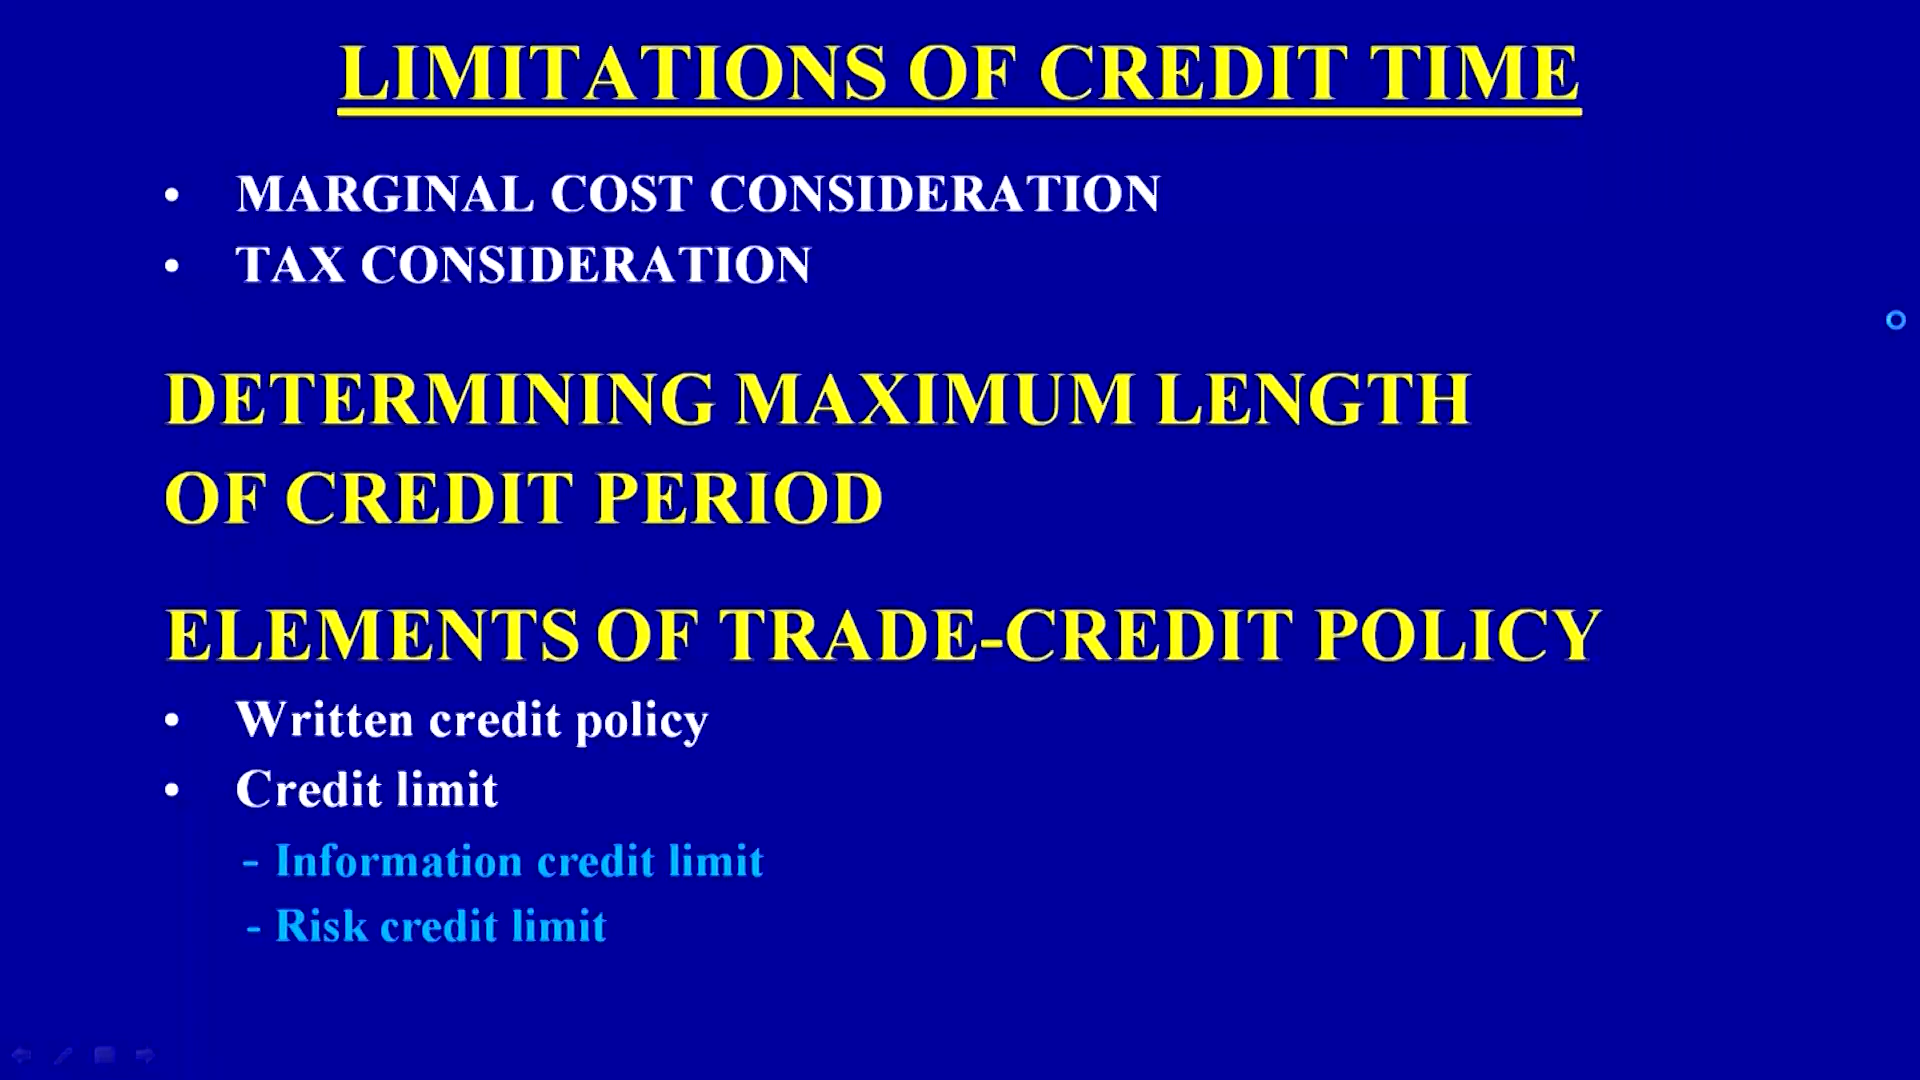 LIMITATIONS OF CREDIT TIME
• MARGINAL COST CONSIDERATION
• TAX CONSIDERATION
DETERMINING MAXIMUM LENGTH
OF CREDIT PERIOD
ELEMENTS OF TRADE-CREDIT POLICY
• Written credit policy
• Credit limit
- Information credit limit
- Risk credit limit